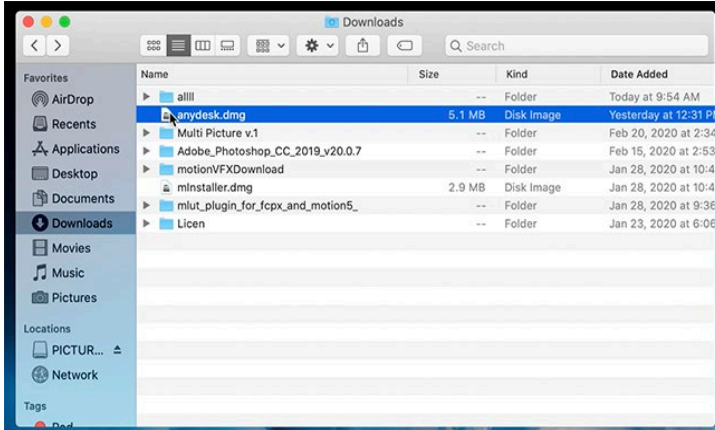 Downloads
Search
Favorites
AirDrop
Recents
Applications
Desktop
Documents
Downloads
Movies
Music
Pictures
Locations
PICTUR...
Network
Tags
Red
Name Size Kind Date Added
allll -- Folder Today at 9:54 AM
anydesk.dmg 5.1 MB Disk Image Yesterday at 12:31 P
Multi Picture v.1 -- Folder Feb 20, 2020 at 2:34
Adobe_Photoshop_CC_2019_v20.0.7 -- Folder Feb 15, 2020 at 2:53
motionVFXDownload -- Folder Jan 28, 2020 at 10:4
mInstaller.dmg 2.9 MB Disk Image Jan 28, 2020 at 10:4
mlut_plugin_for_fcpx_and_motion5_ -- Folder Jan 28, 2020 at 9:36
Licen -- Folder Jan 23, 2020 at 6:06